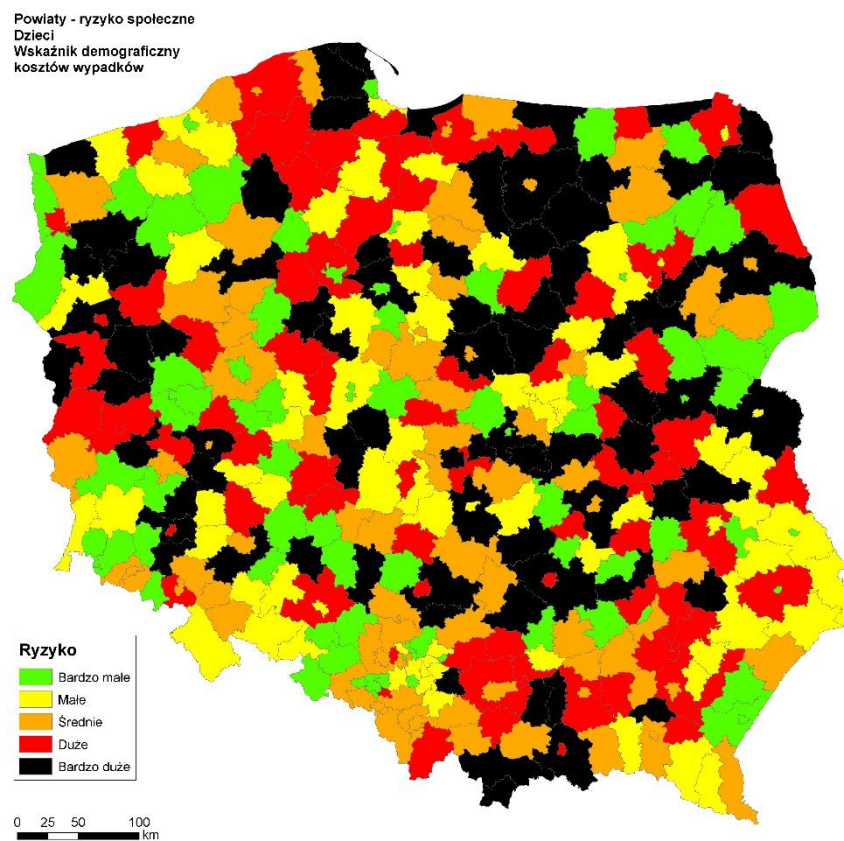 Powiaty - ryzyko społeczne
Dzieci
Wskaźnik demograficzny
kosztów wypadków
Ryzyko
Bardzo małe
Małe
Średnie
Duże
Bardzo duże
0 25 50 100
km